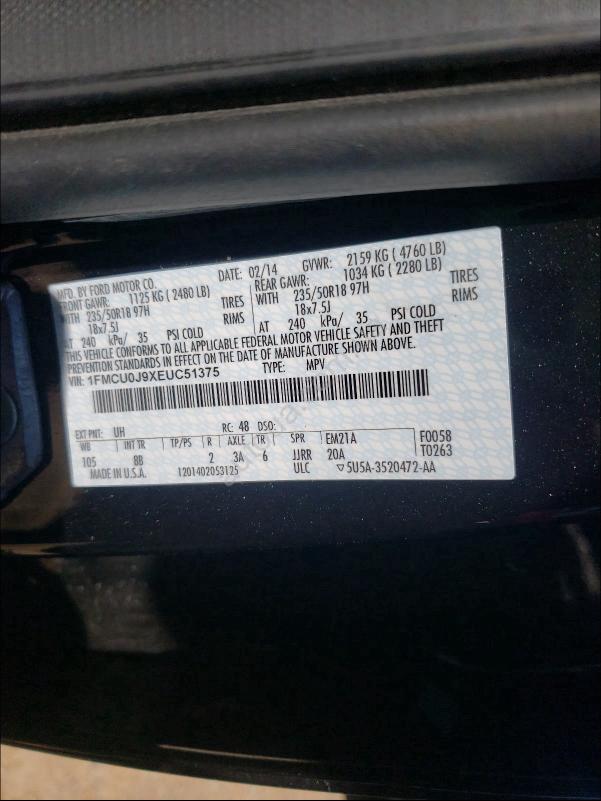 MFD. BY FORD MOTOR CO.
DATE: 02/14 GVWR: 2159 KG ( 4760 LB)
FRONT GAWR: 1125 KG ( 2480 LB) REAR GAWR: 1034 KG ( 2280 LB)
WITH 235/50R18 97H TIRES WITH 235/50R18 97H TIRES
18x7.5J RIMS 18x7.5J RIMS
AT 240 kPa/ 35 PSI COLD AT 240 kPa/ 35 PSI COLD
THIS VEHICLE CONFORMS TO ALL APPLICABLE FEDERAL MOTOR VEHICLE SAFETY AND THEFT
PREVENTION STANDARDS IN EFFECT ON THE DATE OF MANUFACTURE SHOWN ABOVE.
VIN: 1FMCU0J9XEUC51375 TYPE: MPV
EXT PNT: UH RC: 48 DSO:
WB INT TR TP/PS R AXLE TR SPR EM21A F0058
105 8B 2 3A 6 JJRR 20A T0263
MADE IN U.S.A. 1201402053125 ULC ▽5U5A-3520472-AA